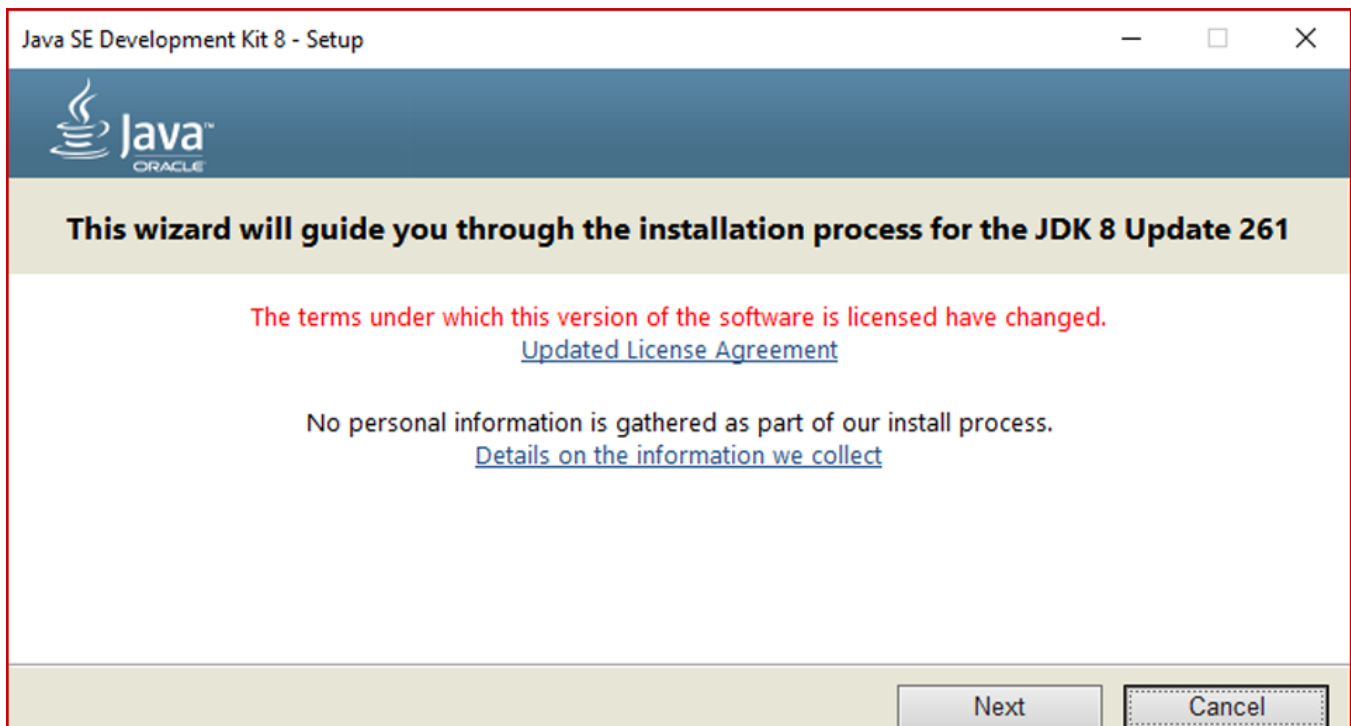 Java SE Development Kit 8 - Setup
Java™
ORACLE
This wizard will guide you through the installation process for the JDK 8 Update 261
The terms under which this version of the software is licensed have changed.
Updated License Agreement
No personal information is gathered as part of our install process.
Details on the information we collect
Next
Cancel